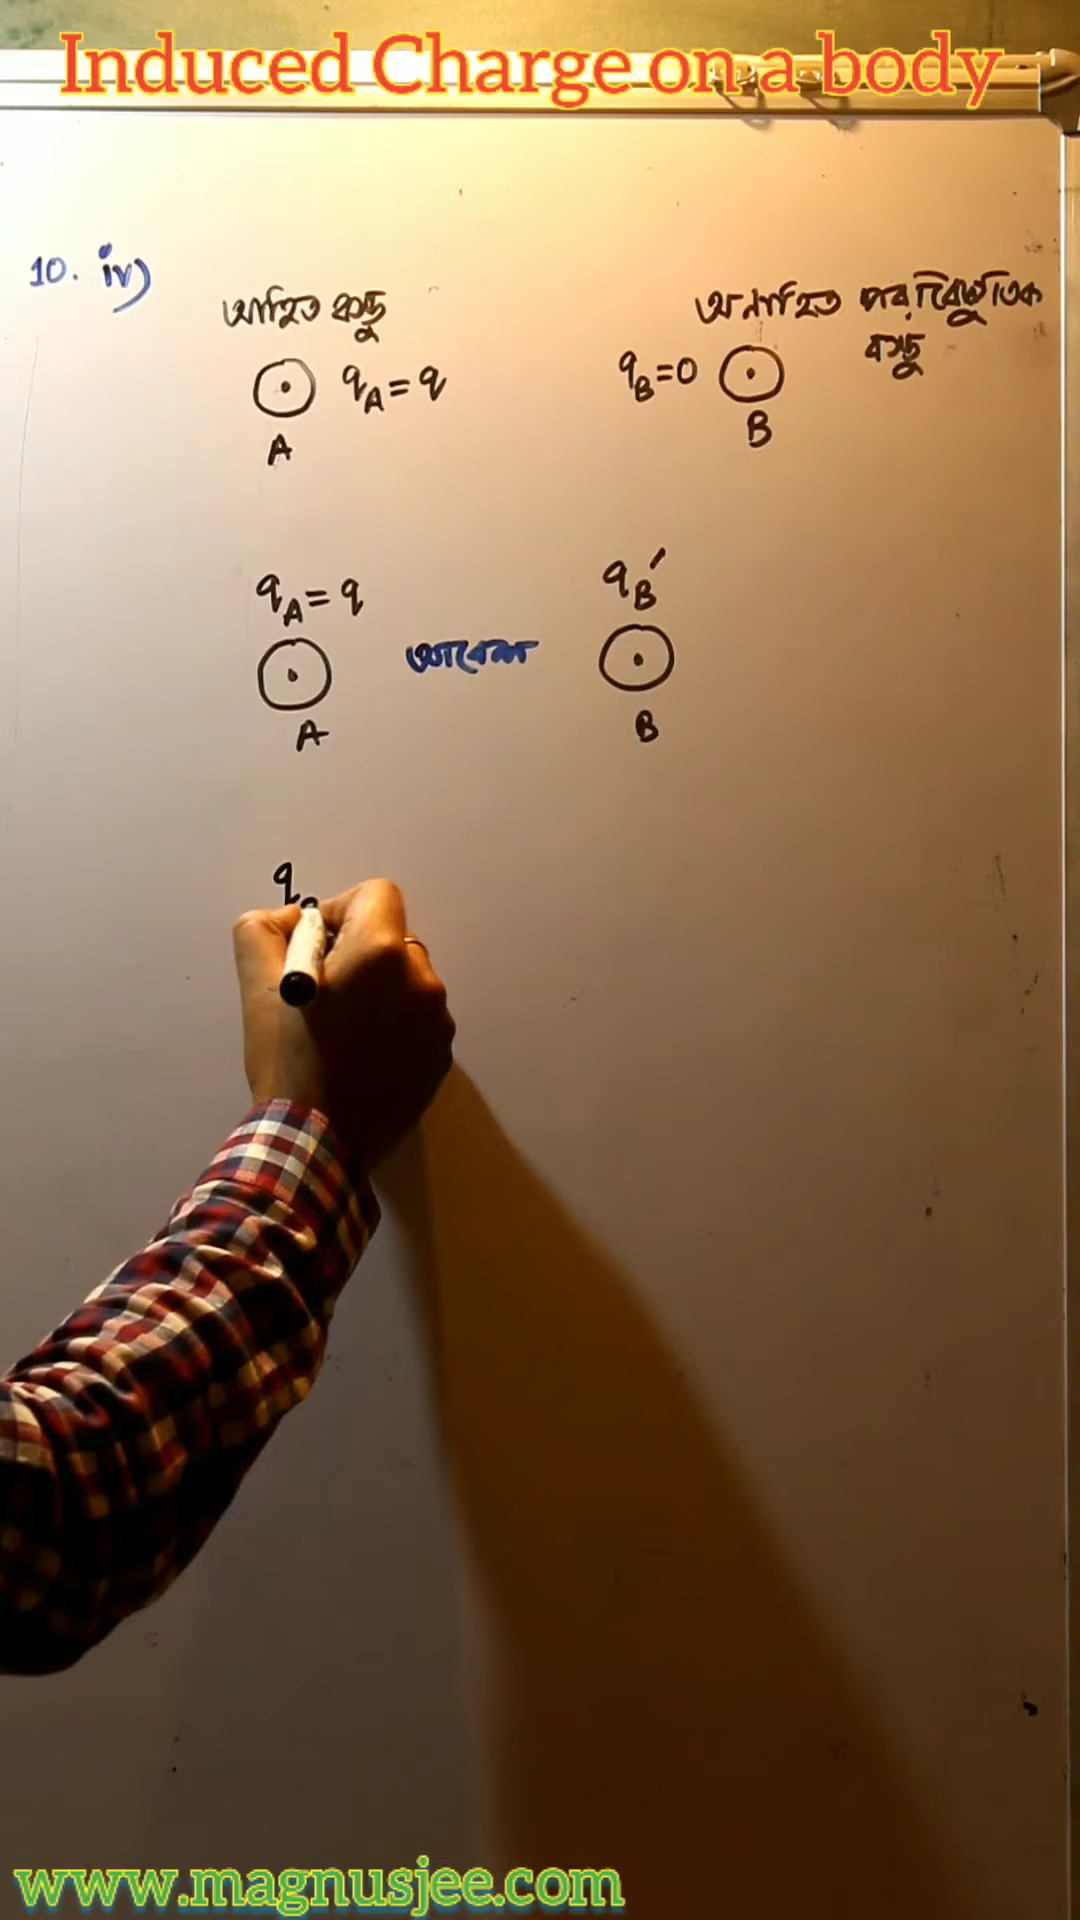 Induced Charge on a body
10. iv)
আহিত বস্তু
অনাহিত পরাবৈদ্যুতিক
বস্তু
q_A = q
q_B = 0
A
B
q_A = q
q_B′
আবেশ
A
B
q
www.magnusjee.com